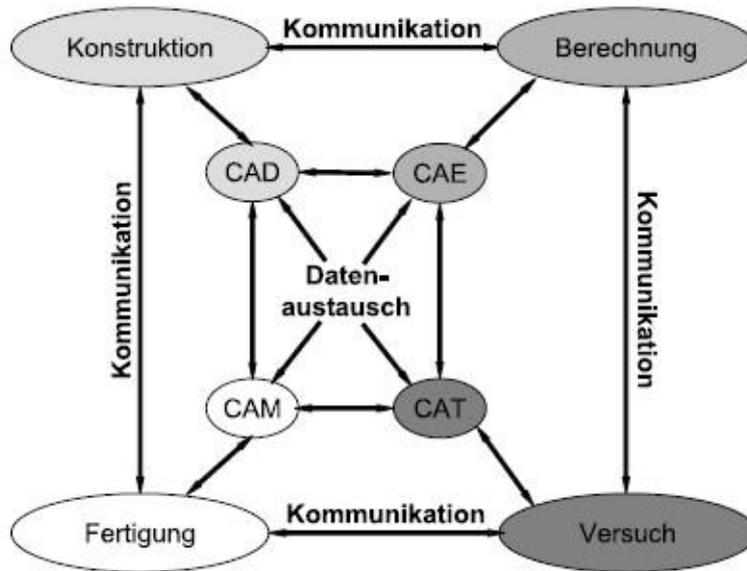 Kommunikation
Konstruktion
Berechnung
CAD
CAE
Kommunikation
Kommunikation
Daten-
austausch
CAM
CAT
Kommunikation
Fertigung
Versuch